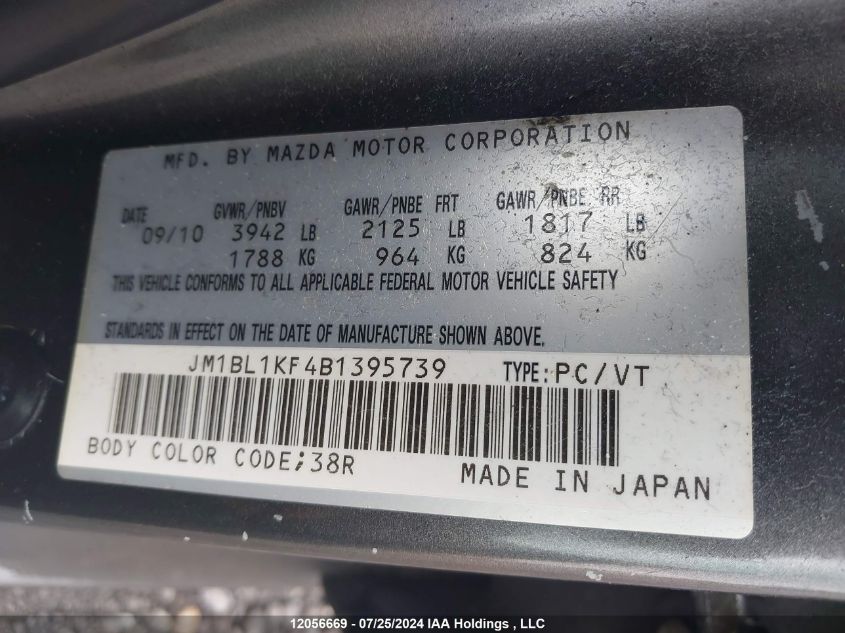 MFD. BY MAZDA MOTOR CORPORATION
DATE GVWR/PNBV GAWR/PNBE FRT GAWR/PNBE RR
09/10 3942 LB 2125 LB 1817 LB
1788 KG 964 KG 824 KG
THIS VEHICLE CONFORMS TO ALL APPLICABLE FEDERAL MOTOR VEHICLE SAFETY
STANDARDS IN EFFECT ON THE DATE OF MANUFACTURE SHOWN ABOVE.
JM1BL1KF4B1395739 TYPE:PC/VT
BODY COLOR CODE;38R MADE IN JAPAN
12056669 - 07/25/2024 IAA Holdings , LLC